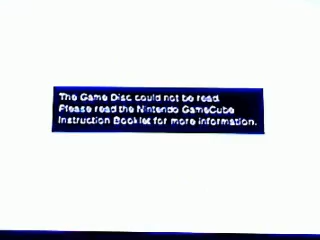 The Game Disc could not be read.
Please read the Nintendo GameCube
Instruction Booklet for more information.